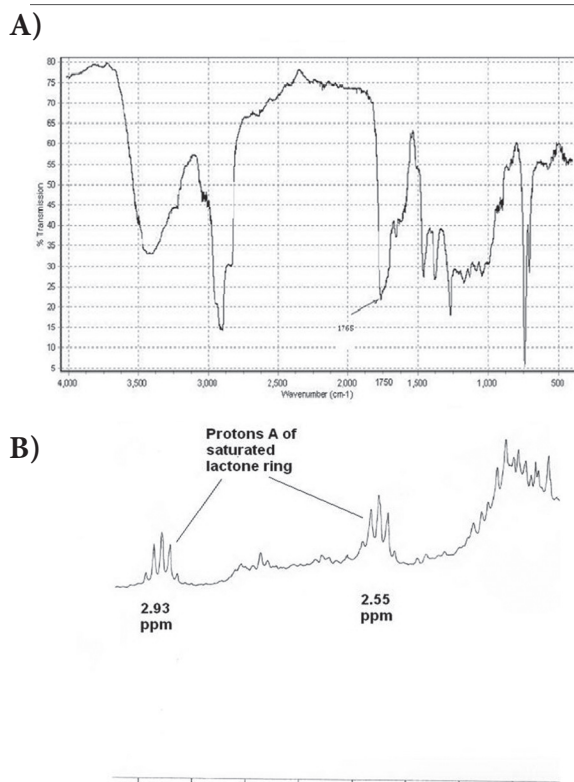 A)
80
75
70
65
60
55
50
45
40
35
30
25
20
15
10
5
% Transmission
1765
4,000 3,500 3,000 2,500 2,000 1750 1,500 1,000 500
Wavenumber (cm-1)
B)
Protons A of
saturated
lactone ring
2.93
ppm
2.55
ppm